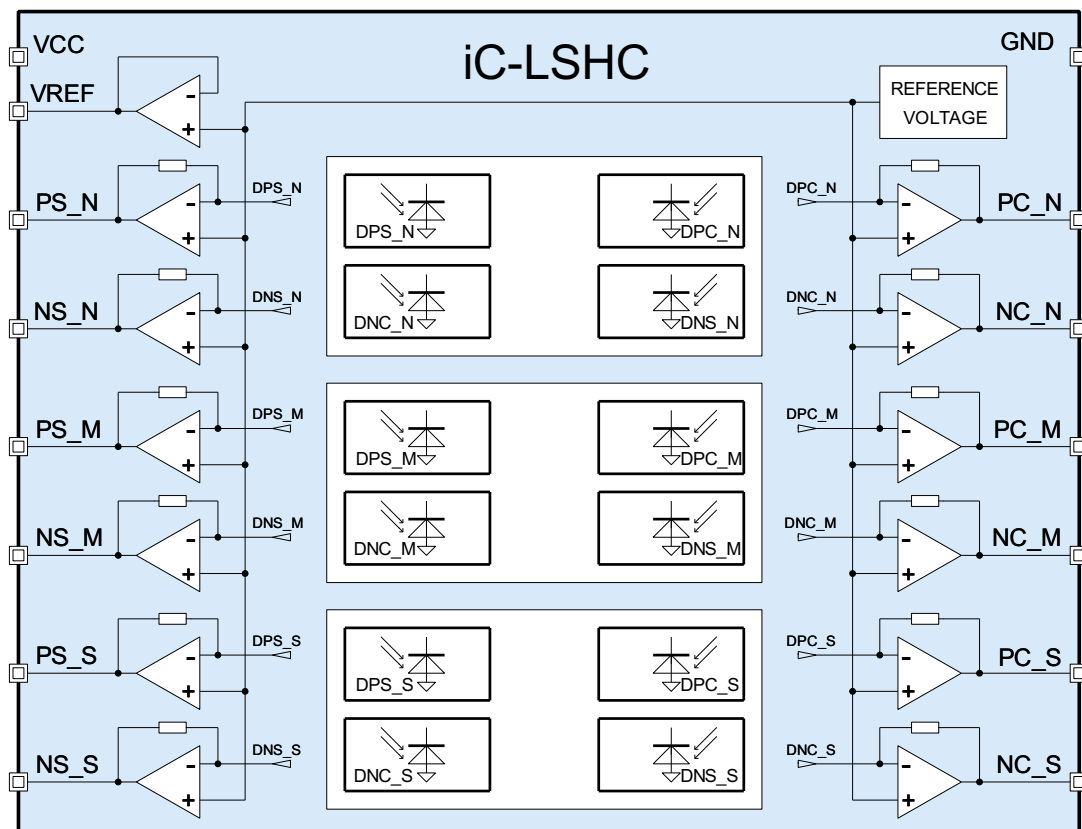 iC-LSHC
VCC
GND
VREF
-
+
REFERENCE
VOLTAGE
PS_N
-
+
DPS_N
DPS_N
DPC_N
DPC_N
-
+
PC_N
NS_N
-
+
DNS_N
DNC_N
DNS_N
DNC_N
-
+
NC_N
PS_M
-
+
DPS_M
DPS_M
DPC_M
DPC_M
-
+
PC_M
NS_M
-
+
DNS_M
DNC_M
DNS_M
DNC_M
-
+
NC_M
PS_S
-
+
DPS_S
DPS_S
DPC_S
DPC_S
-
+
PC_S
NS_S
-
+
DNS_S
DNC_S
DNS_S
DNC_S
-
+
NC_S